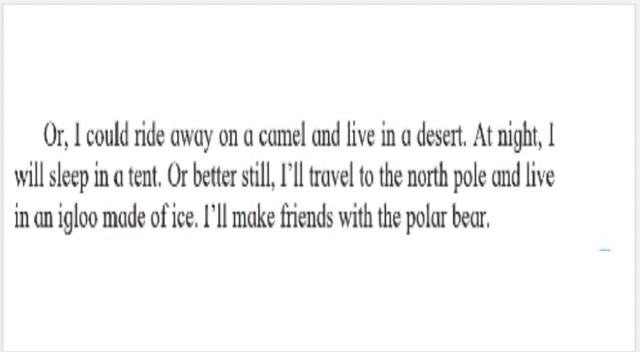 Or, I could ride away on a camel and live in a desert. At night, I
will sleep in a tent. Or better still, I'll travel to the north pole and live
in an igloo made of ice. I'll make friends with the polar bear.